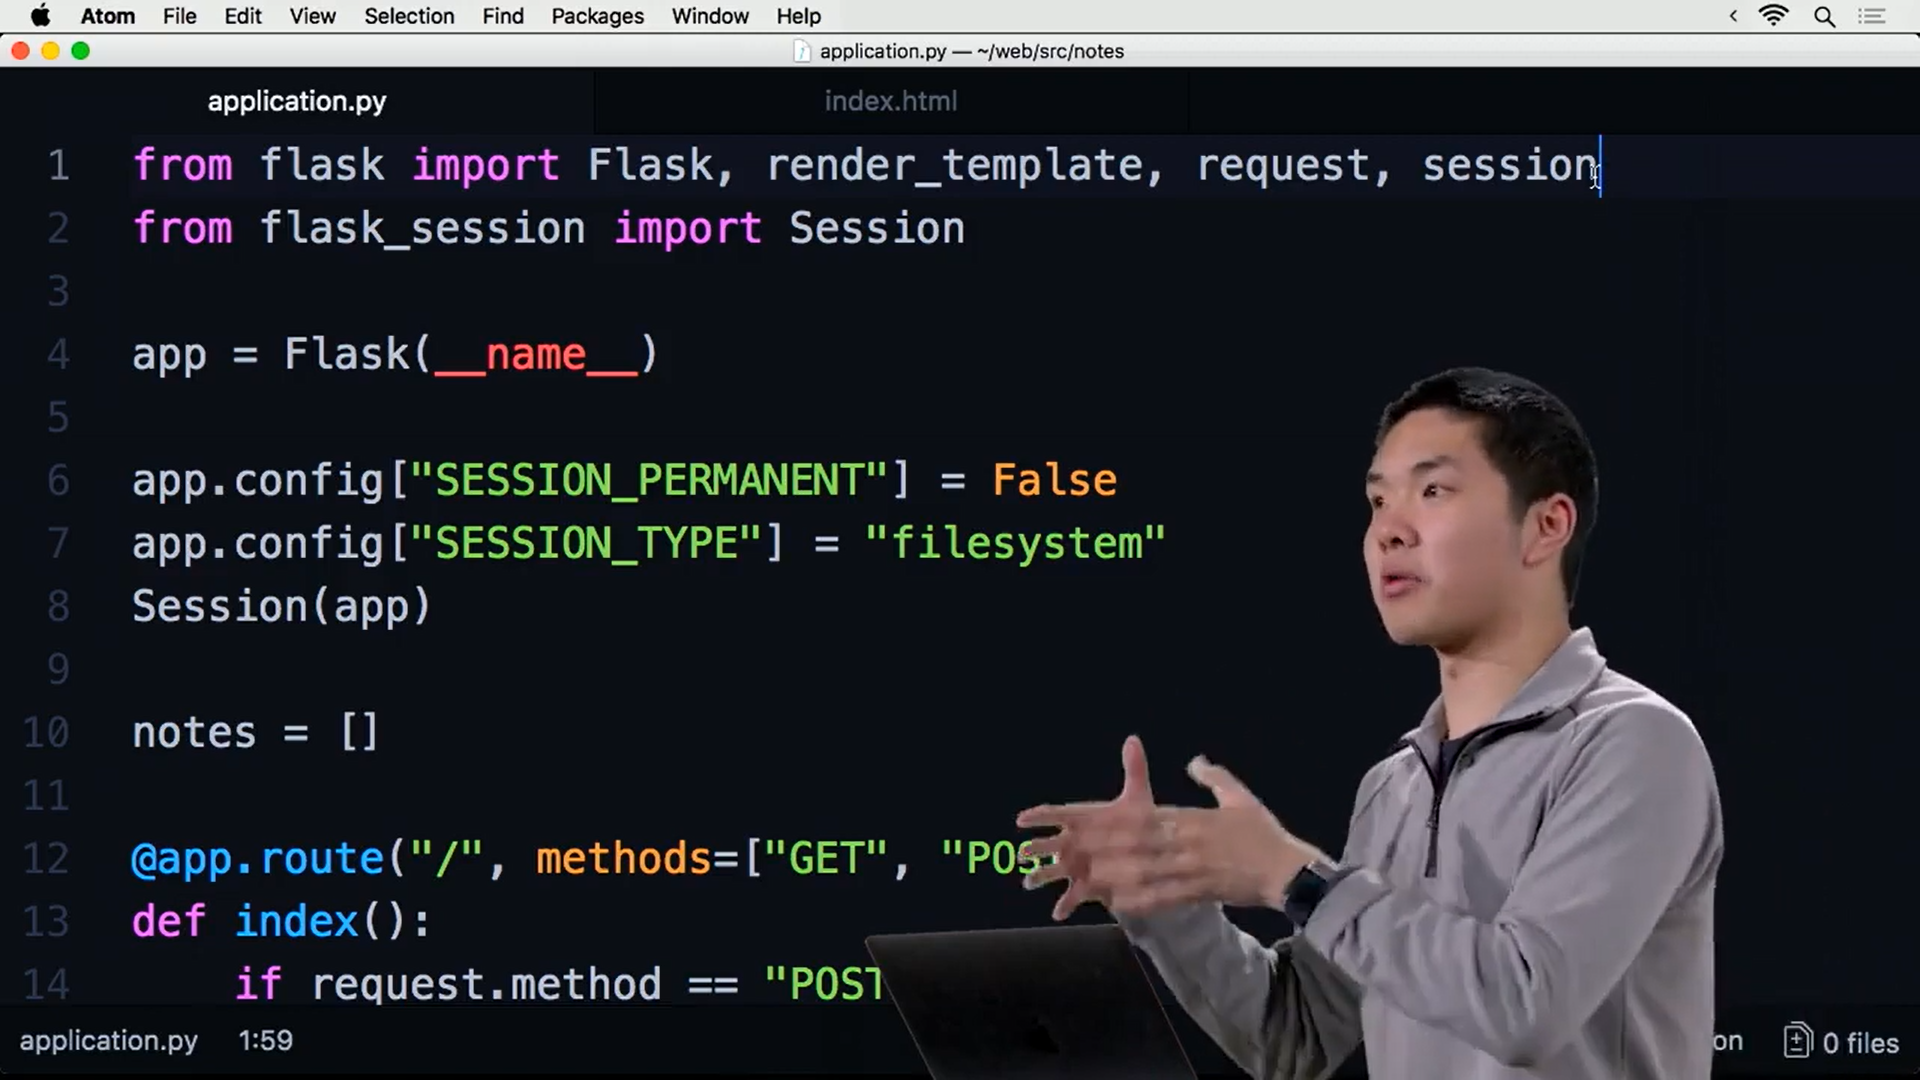 Atom File Edit View Selection Find Packages Window Help
application.py — ~/web/src/notes
application.py index.html
1 from flask import Flask, render_template, request, session
2 from flask_session import Session
3
4 app = Flask(__name__)
5
6 app.config["SESSION_PERMANENT"] = False
7 app.config["SESSION_TYPE"] = "filesystem"
8 Session(app)
9
10 notes = []
11
12 @app.route("/", methods=["GET", "POS
13 def index():
14 if request.method == "POST
application.py 1:59 on 0 files